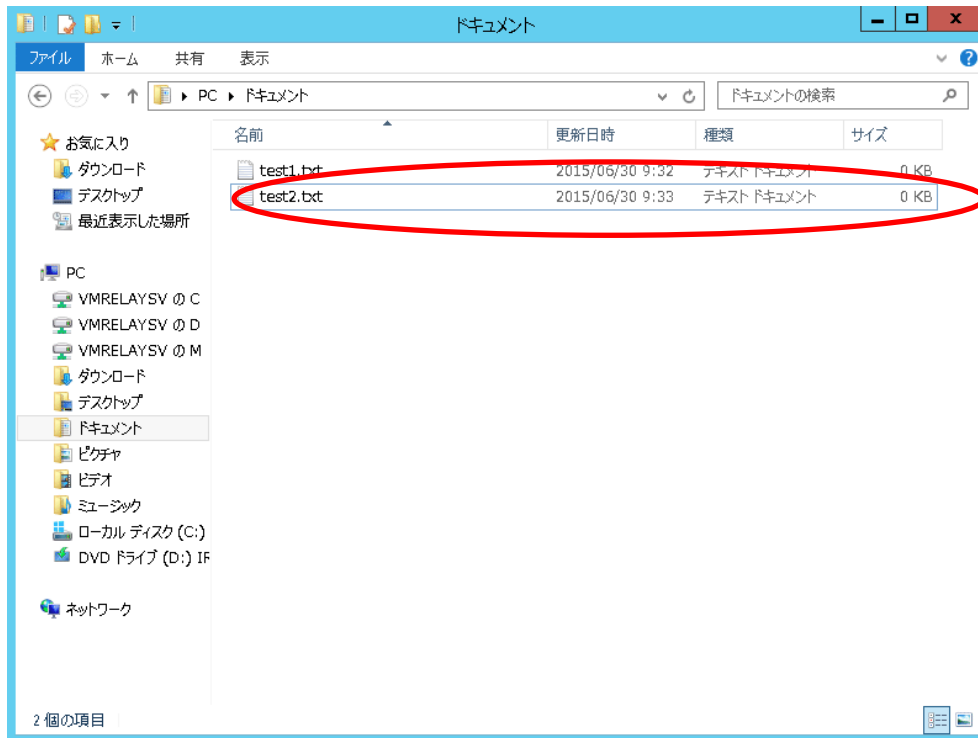 ドキュメント
ファイル ホーム 共有 表示
PC ドキュメント ドキュメントの検索
名前 更新日時 種類 サイズ
test1.txt 2015/06/30 9:32 テキスト ドキュメント 0 KB
test2.txt 2015/06/30 9:33 テキスト ドキュメント 0 KB
お気に入り
ダウンロード
デスクトップ
最近表示した場所
PC
VMRELAYSV の C
VMRELAYSV の D
VMRELAYSV の M
ダウンロード
デスクトップ
ドキュメント
ピクチャ
ビデオ
ミュージック
ローカル ディスク (C:)
DVD ドライブ (D:) IR
ネットワーク
2 個の項目